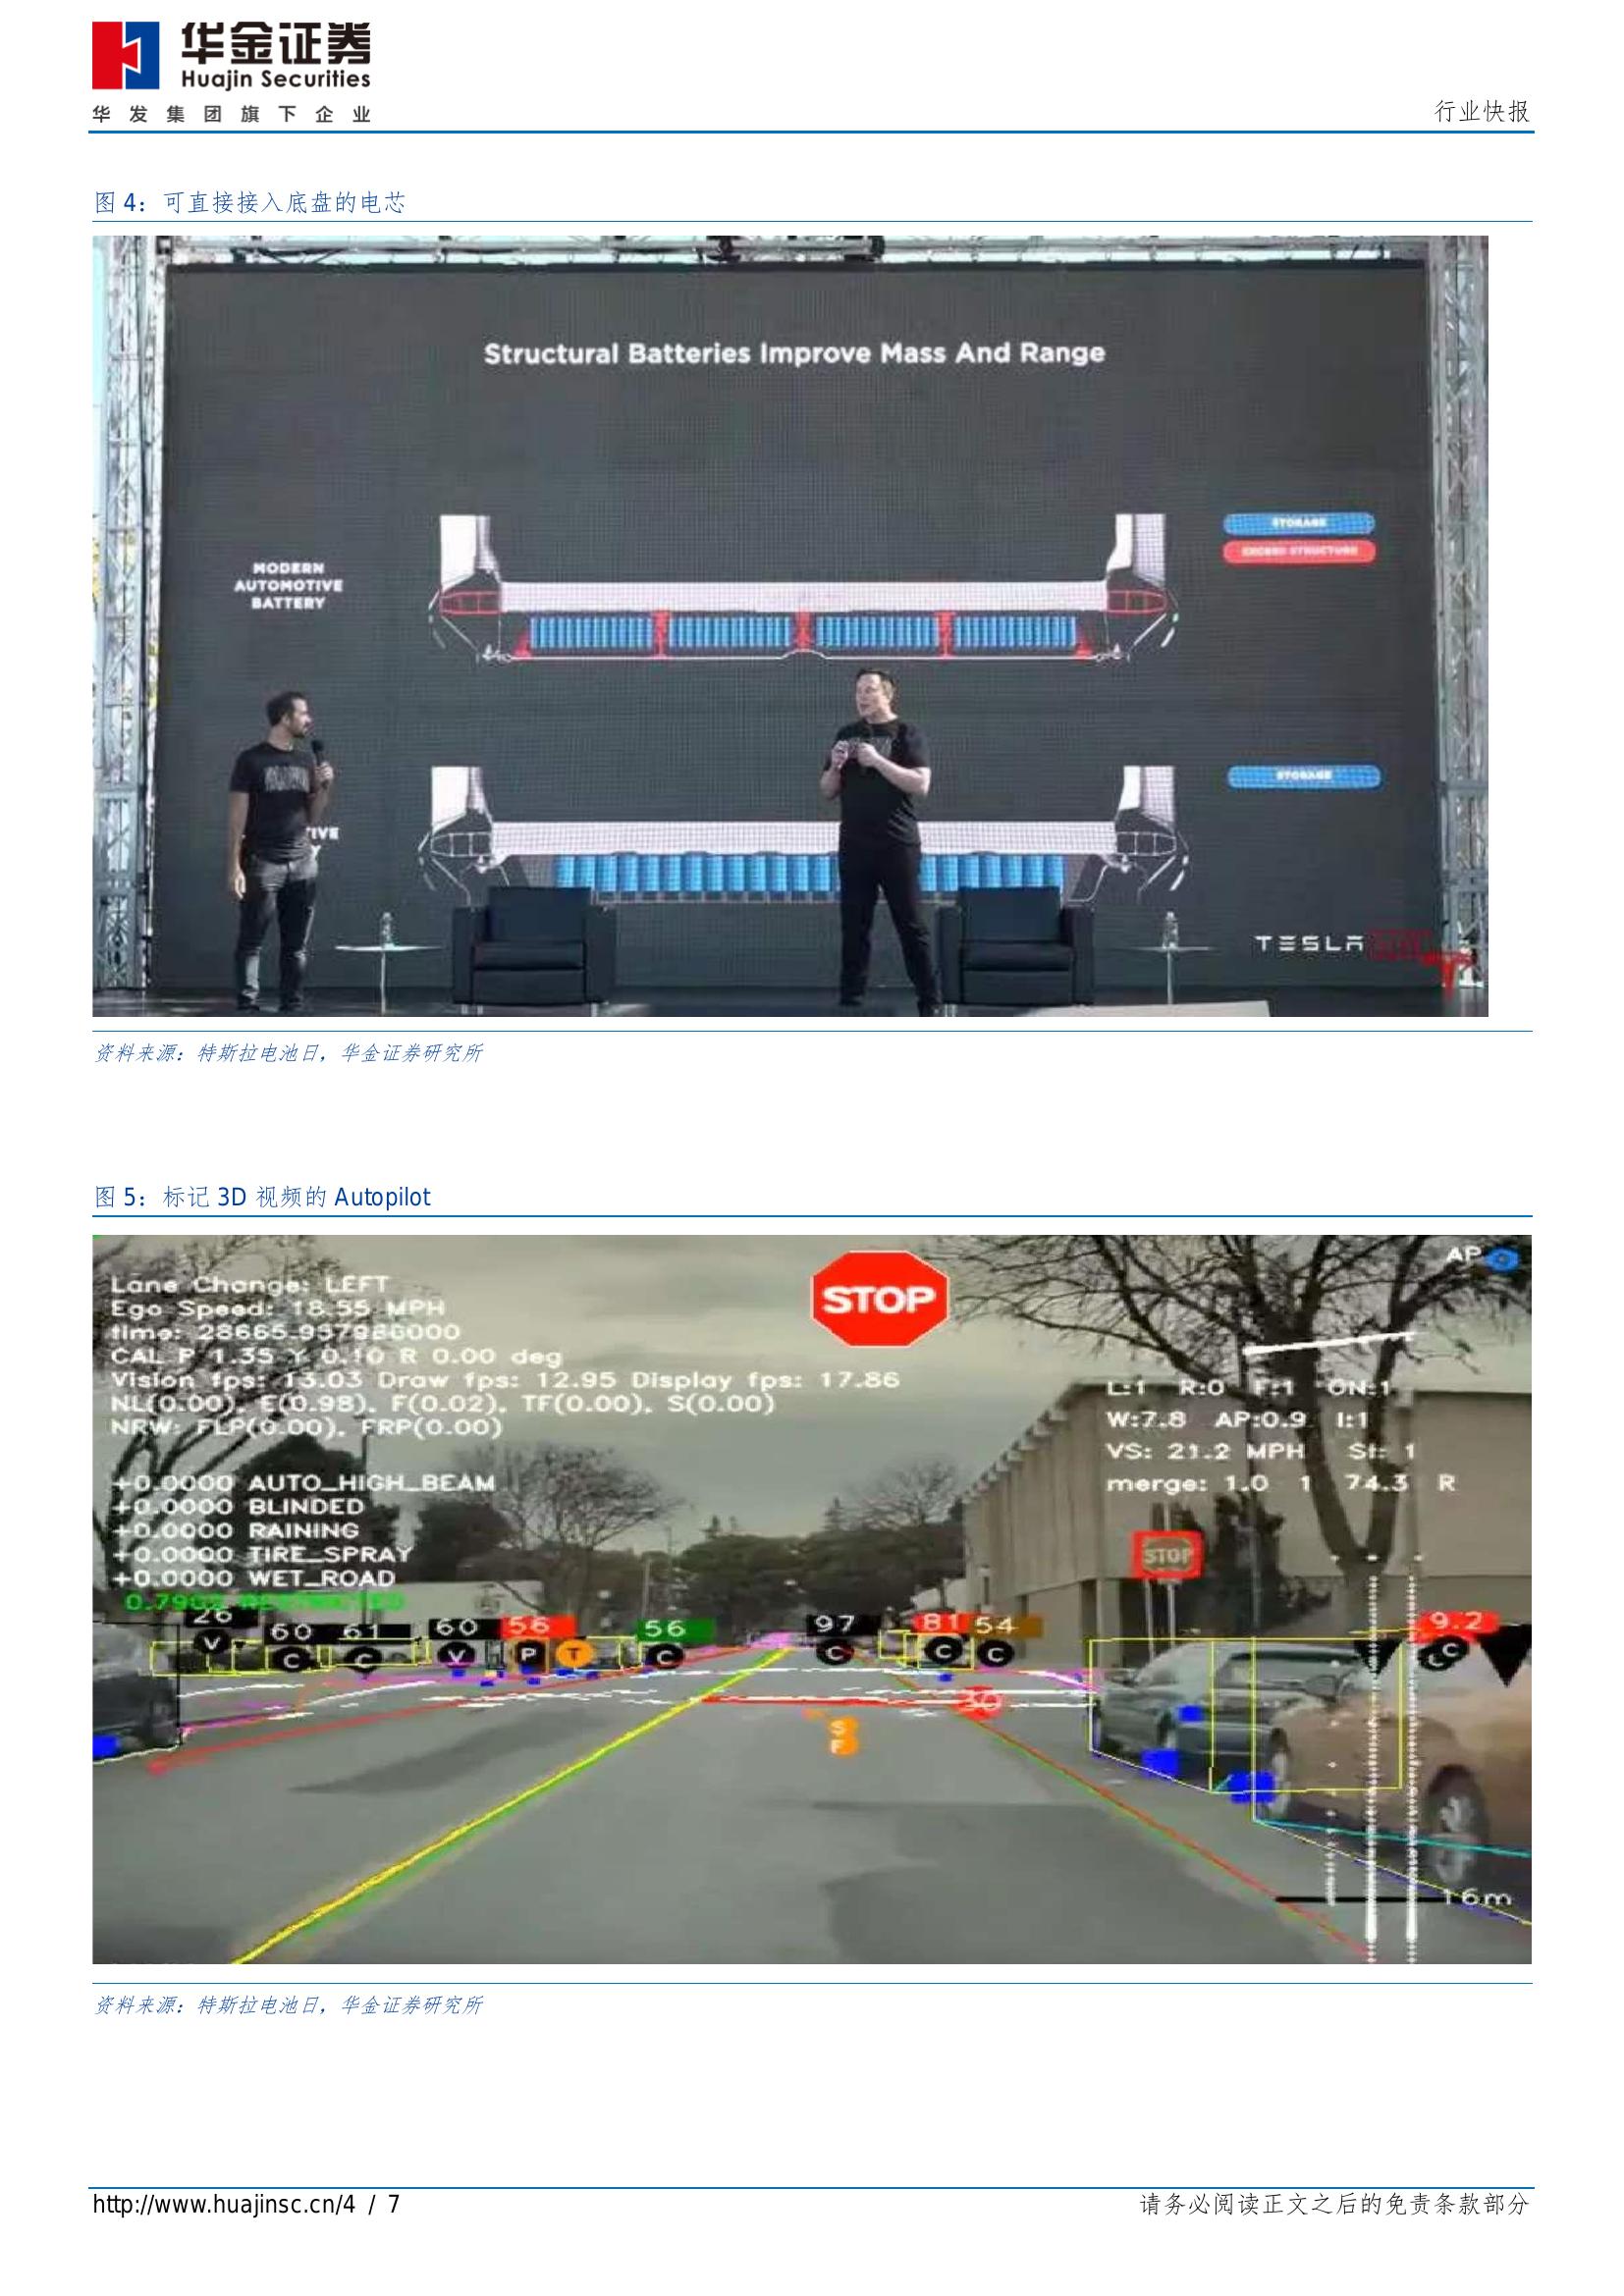 华金证券
Huajin Securities
华发集团旗下企业
行业快报
图 4：可直接接入底盘的电芯
Structural Batteries Improve Mass And Range
MODERN
AUTOMOTIVE
BATTERY
STORAGE
EXCESS STRUCTURE
STORAGE
TESLA
资料来源：特斯拉电池日，华金证券研究所
图 5：标记 3D 视频的 Autopilot
STOP
AP
Lane Change: LEFT
Ego Speed: 18.55 MPH
CAL P 1.35 Y 0.10 R 0.00 deg
Vision fps: 13.03 Draw fps: 12.95 Display fps: 17.86
NL(0.00), E(0.98), F(0.02), TF(0.00), S(0.00)
NRW: FLP(0.00), FRP(0.00)
L:1 R:0 F:1 ON:1
W:7.8 AP:0.9 I:1
VS: 21.2 MPH St: 1
merge: 1.0 1 74.3 R
+0.0000 AUTO_HIGH_BEAM
+0.0000 BLINDED
+0.0000 RAINING
+0.0000 TIRE_SPRAY
+0.0000 WET_ROAD
STOP
26 60 61 60 56 56 97 81 54 9.2
V C C V P T C C C C C
30
S
F
16m
资料来源：特斯拉电池日，华金证券研究所
http://www.huajinsc.cn/4 / 7
请务必阅读正文之后的免责条款部分